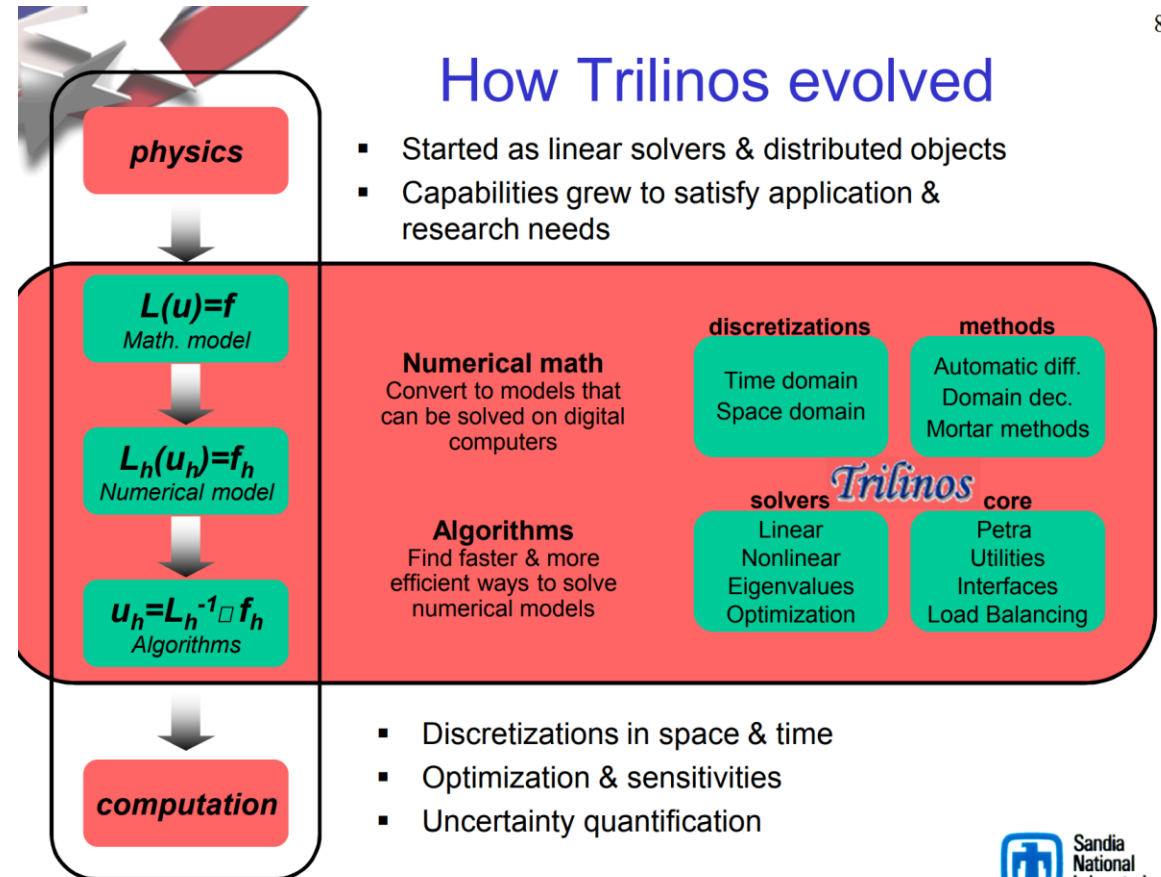 8
How Trilinos evolved
physics
▪ Started as linear solvers & distributed objects
▪ Capabilities grew to satisfy application &
research needs
L(u)=f
Math. model
Lₕ(uₕ)=fₕ
Numerical model
uₕ=Lₕ⁻¹□ fₕ
Algorithms
Numerical math
Convert to models that
can be solved on digital
computers
discretizations
Time domain
Space domain
methods
Automatic diff.
Domain dec.
Mortar methods
Trilinos
Algorithms
Find faster & more
efficient ways to solve
numerical models
solvers
Linear
Nonlinear
Eigenvalues
Optimization
core
Petra
Utilities
Interfaces
Load Balancing
computation
▪ Discretizations in space & time
▪ Optimization & sensitivities
▪ Uncertainty quantification
Sandia
National